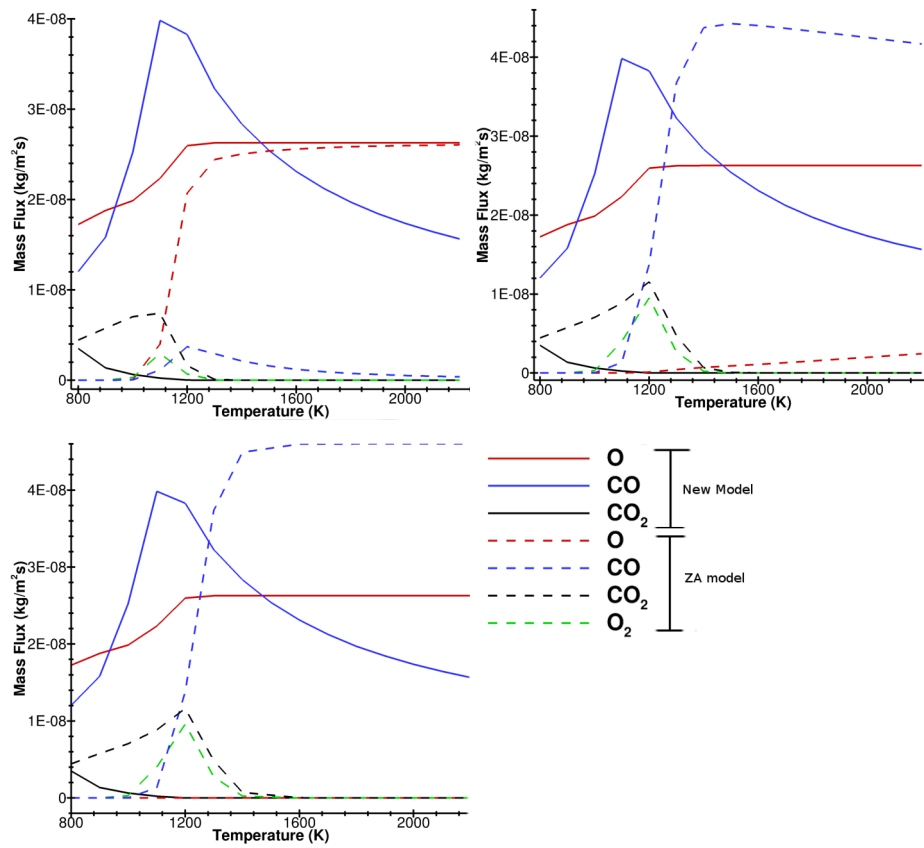 4E-08
3E-08
2E-08
1E-08
0
Mass Flux (kg/m²s)
800 1200 1600 2000
Temperature (K)
4E-08
3E-08
2E-08
1E-08
0
Mass Flux (kg/m²s)
800 1200 1600 2000
Temperature (K)
4E-08
3E-08
2E-08
1E-08
0
Mass Flux (kg/m²s)
800 1200 1600 2000
Temperature (K)
O
CO
CO₂
New Model
O
CO
CO₂
O₂
ZA model